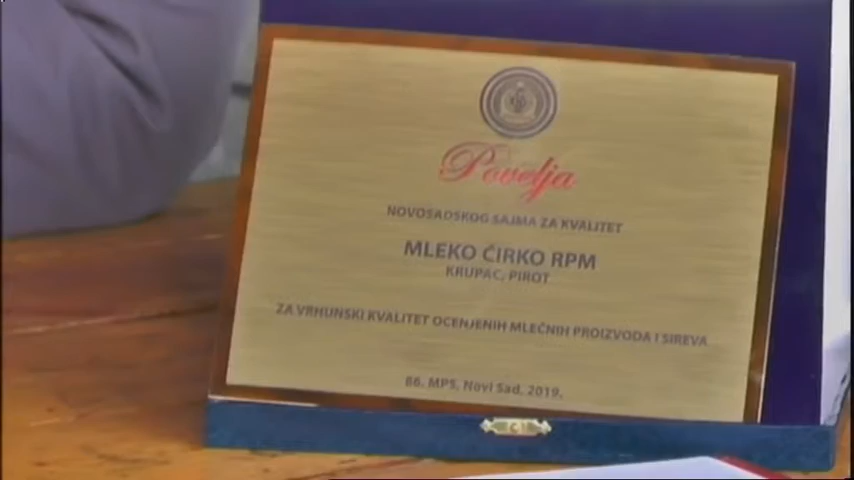 Povelja
NOVOSADSKOG SAJMA ZA KVALITET
MLEKO ĆIRKO RPM
KRUPAC, PIROT
ZA VRHUNSKI KVALITET OCENJENIH MLEČNIH PROIZVODA I SIREVA
86. MPS, Novi Sad, 2019.